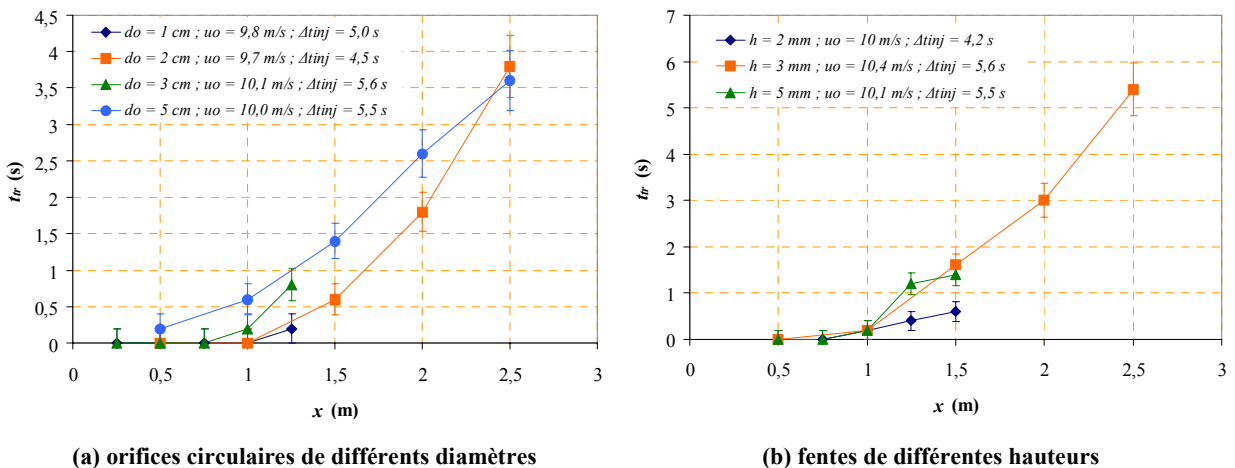 4,5
4
3,5
3
2,5
2
1,5
1
0,5
0
t_tr (s)
do = 1 cm ; uo = 9,8 m/s ; Δtinj = 5,0 s
do = 2 cm ; uo = 9,7 m/s ; Δtinj = 4,5 s
do = 3 cm ; uo = 10,1 m/s ; Δtinj = 5,6 s
do = 5 cm ; uo = 10,0 m/s ; Δtinj = 5,5 s
0 0,5 1 1,5 2 2,5 3
x (m)
(a) orifices circulaires de différents diamètres
7
6
5
4
3
2
1
0
t_tr (s)
h = 2 mm ; uo = 10 m/s ; Δtinj = 4,2 s
h = 3 mm ; uo = 10,4 m/s ; Δtinj = 5,6 s
h = 5 mm ; uo = 10,1 m/s ; Δtinj = 5,5 s
0 0,5 1 1,5 2 2,5 3
x (m)
(b) fentes de différentes hauteurs